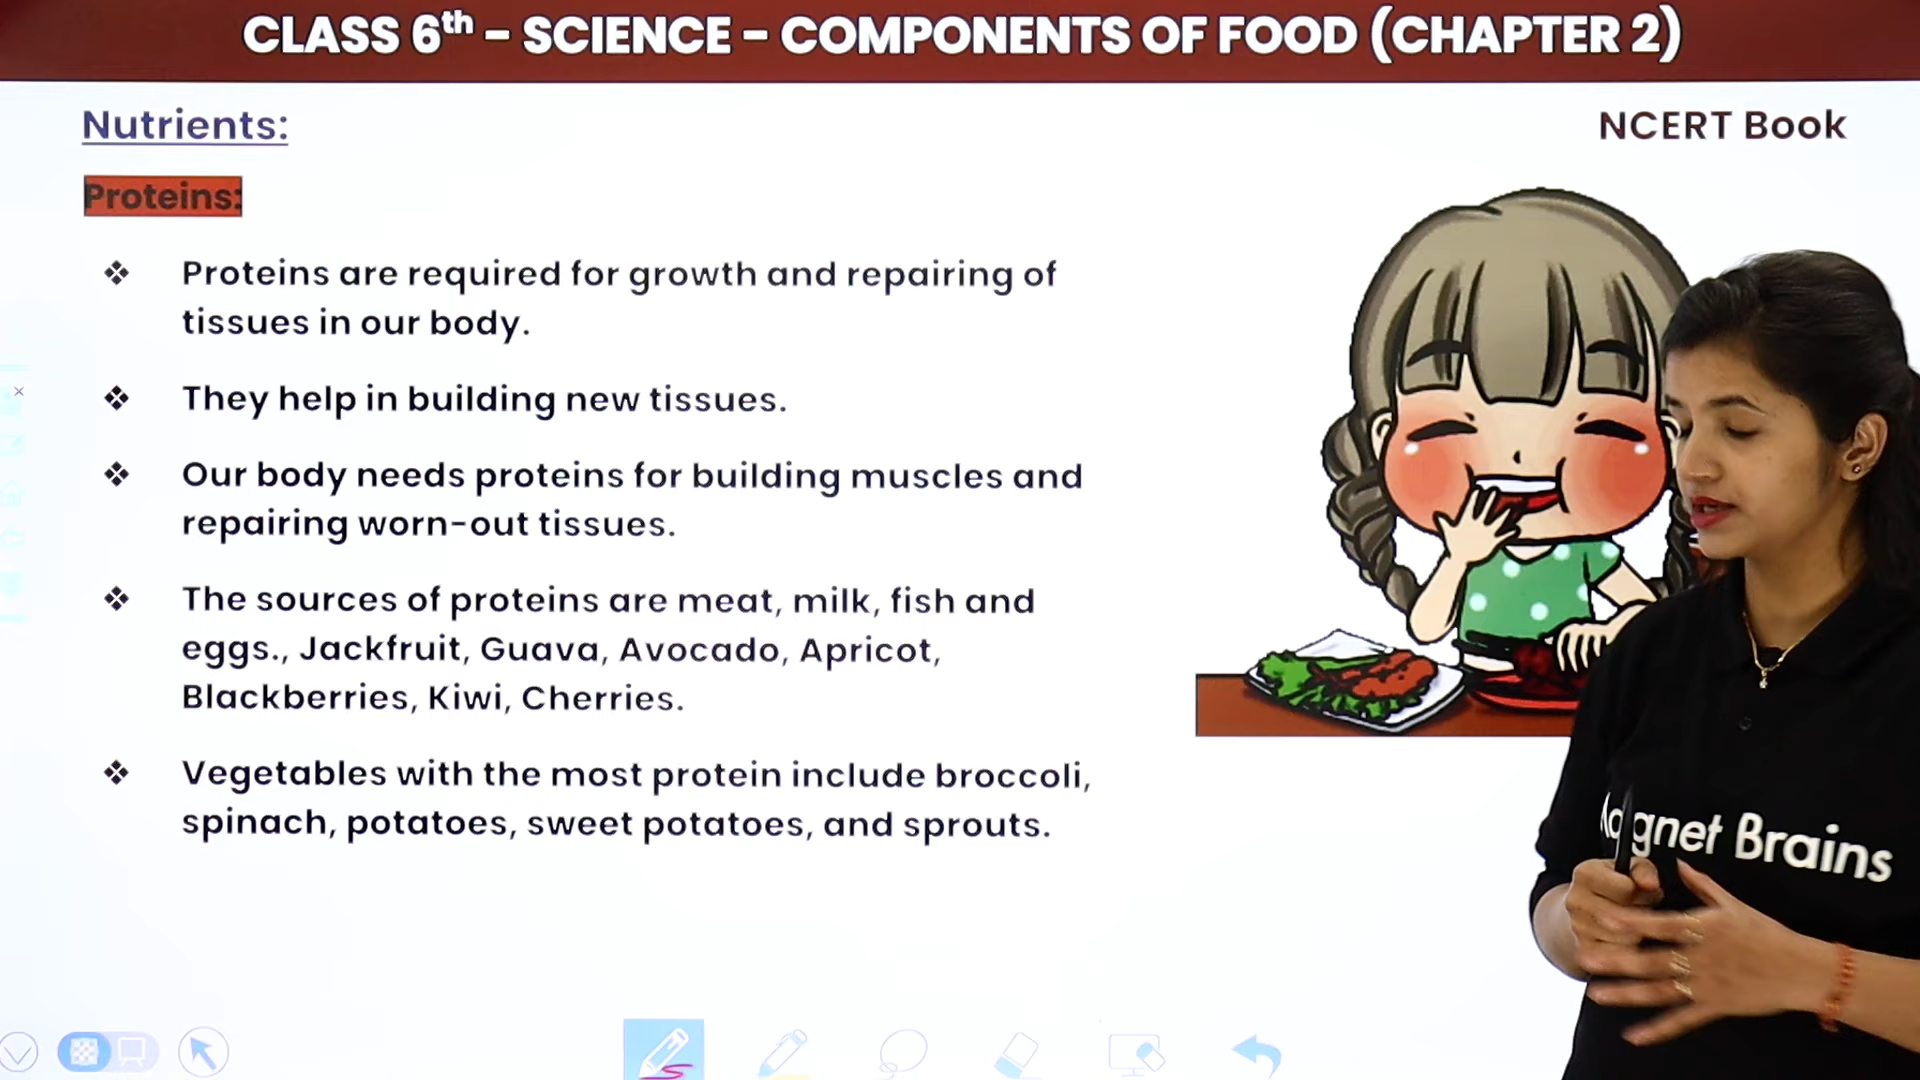 CLASS 6th - SCIENCE - COMPONENTS OF FOOD (CHAPTER 2)
Nutrients:
NCERT Book
Proteins:
❖ Proteins are required for growth and repairing of
tissues in our body.
❖ They help in building new tissues.
❖ Our body needs proteins for building muscles and
repairing worn-out tissues.
❖ The sources of proteins are meat, milk, fish and
eggs., Jackfruit, Guava, Avocado, Apricot,
Blackberries, Kiwi, Cherries.
❖ Vegetables with the most protein include broccoli,
spinach, potatoes, sweet potatoes, and sprouts.
Brains